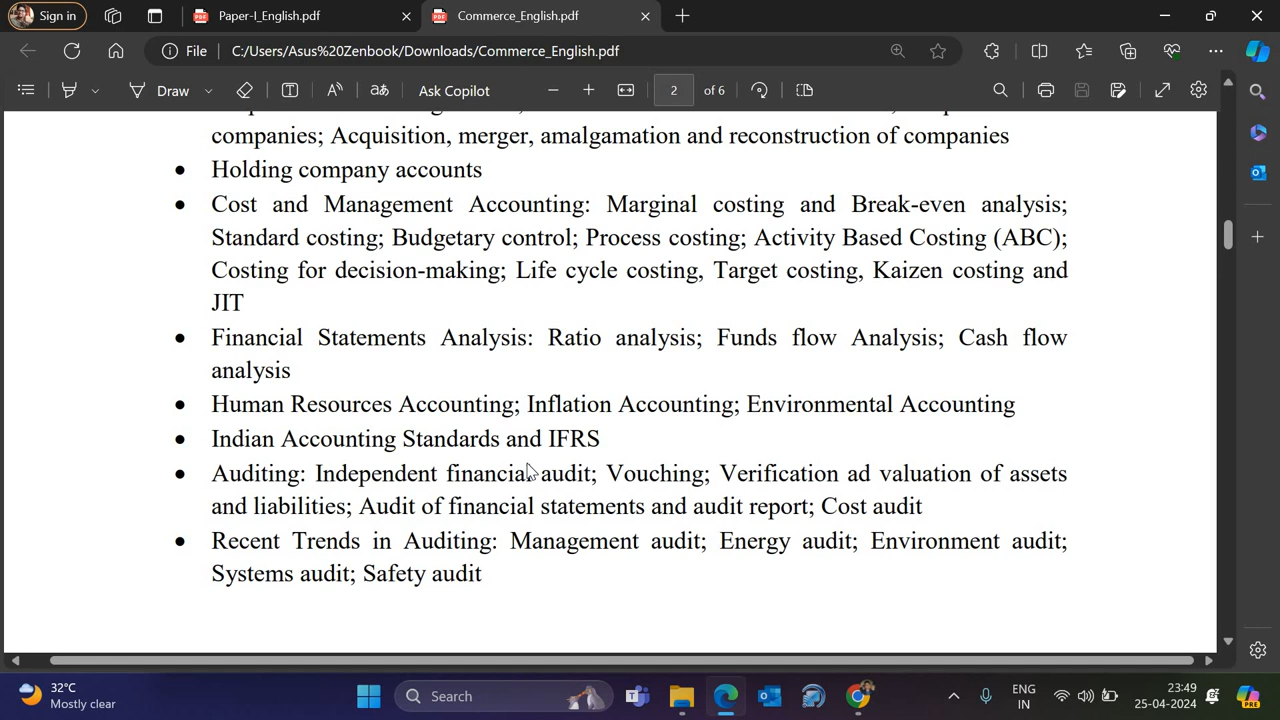 Sign in
Paper-I_English.pdf
Commerce_English.pdf
File
C:/Users/Asus%20Zenbook/Downloads/Commerce_English.pdf
Draw
Ask Copilot
2
of 6
companies; Acquisition, merger, amalgamation and reconstruction of companies
• Holding company accounts
• Cost and Management Accounting: Marginal costing and Break-even analysis;
Standard costing; Budgetary control; Process costing; Activity Based Costing (ABC);
Costing for decision-making; Life cycle costing, Target costing, Kaizen costing and
JIT
• Financial Statements Analysis: Ratio analysis; Funds flow Analysis; Cash flow
analysis
• Human Resources Accounting; Inflation Accounting; Environmental Accounting
• Indian Accounting Standards and IFRS
• Auditing: Independent financial audit; Vouching; Verification ad valuation of assets
and liabilities; Audit of financial statements and audit report; Cost audit
• Recent Trends in Auditing: Management audit; Energy audit; Environment audit;
Systems audit; Safety audit
32°C
Mostly clear
Search
ENG
IN
23:49
25-04-2024
PRE